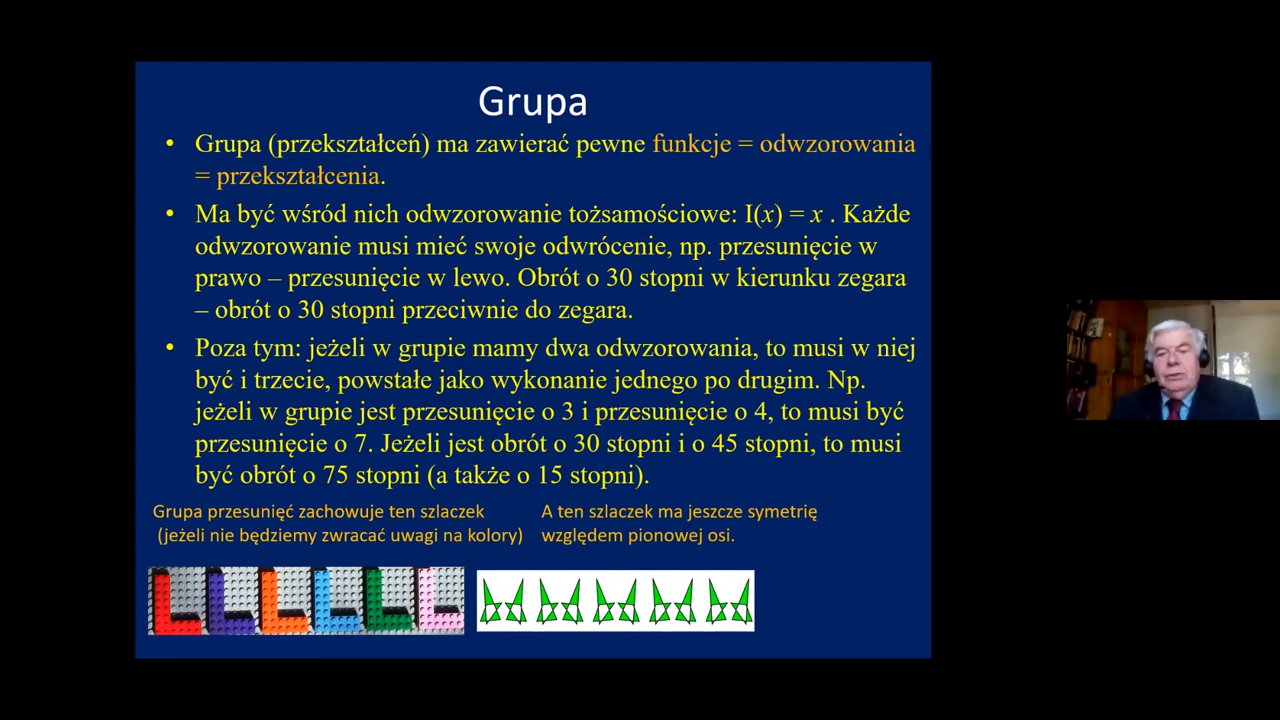 Grupa
• Grupa (przekształceń) ma zawierać pewne funkcje = odwzorowania
= przekształcenia.
• Ma być wśród nich odwzorowanie tożsamościowe: I(x) = x . Każde
odwzorowanie musi mieć swoje odwrócenie, np. przesunięcie w
prawo – przesunięcie w lewo. Obrót o 30 stopni w kierunku zegara
– obrót o 30 stopni przeciwnie do zegara.
• Poza tym: jeżeli w grupie mamy dwa odwzorowania, to musi w niej
być i trzecie, powstałe jako wykonanie jednego po drugim. Np.
jeżeli w grupie jest przesunięcie o 3 i przesunięcie o 4, to musi być
przesunięcie o 7. Jeżeli jest obrót o 30 stopni i o 45 stopni, to musi
być obrót o 75 stopni (a także o 15 stopni).
Grupa przesunięć zachowuje ten szlaczek
(jeżeli nie będziemy zwracać uwagi na kolory)
A ten szlaczek ma jeszcze symetrię
względem pionowej osi.